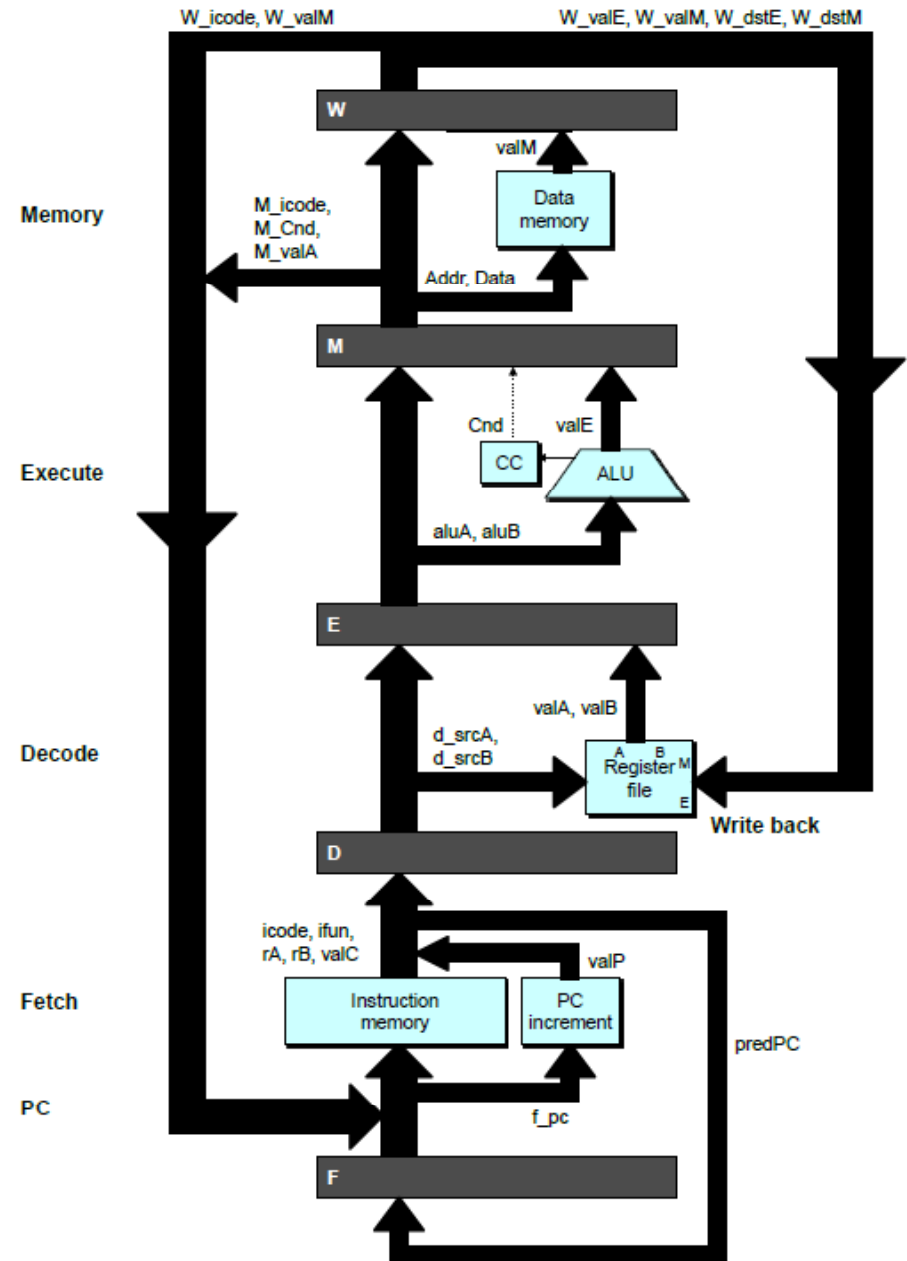 W_icode, W_valM
W_valE, W_valM, W_dstE, W_dstM
W
valM
Memory
Data
memory
M_icode,
M_Cnd,
M_valA
Addr, Data
M
Cnd
valE
Execute
CC
ALU
aluA, aluB
E
valA, valB
Decode
d_srcA,
d_srcB
A B
Register
M
file
E
Write back
D
icode, ifun,
rA, rB, valC
valP
Fetch
Instruction
memory
PC
increment
predPC
PC
f_pc
F